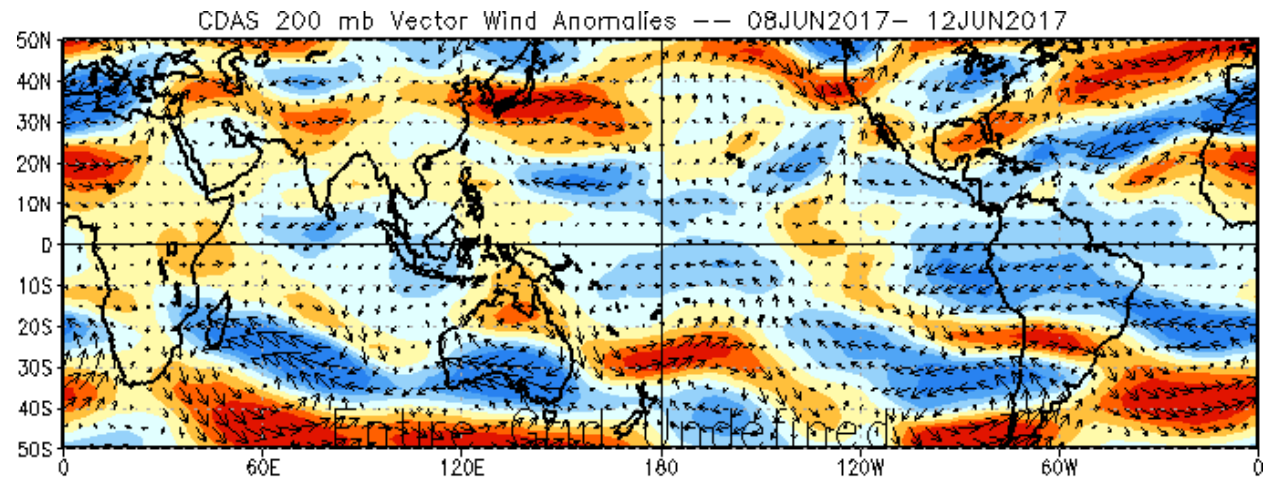 CDAS 200 mb Vector Wind Anomalies -- 08JUN2017- 12JUN2017
50N
40N
30N
20N
10N
0
10S
20S
30S
40S
50S
Entire Grid Undefined
0 60E 120E 180 120W 60W 0